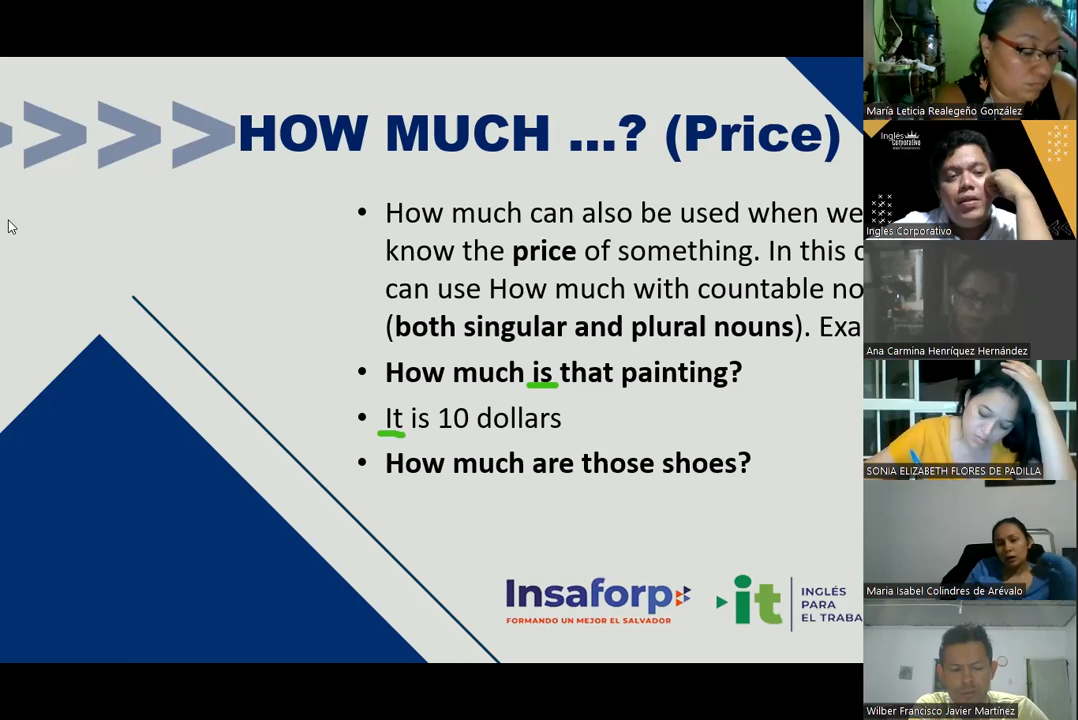 HOW MUCH ...? (Price)
• How much can also be used when we
know the price of something. In this
can use How much with countable
(both singular and plural nouns).
• How much is that painting?
• It is 10 dollars
• How much are those shoes?
Insaforp
FORMANDO UN MEJOR EL SALVADOR
it
INGLÉS
PARA
EL
María Leticia Realegeño González
Inglés
Corporativo
Inglés Corporativo
Ana Carmina Henríquez Hernández
SONIA ELIZABETH FLORES DE PADILLA
Maria Isabel Colindres de Arévalo
Wilber Francisco Javier Martínez